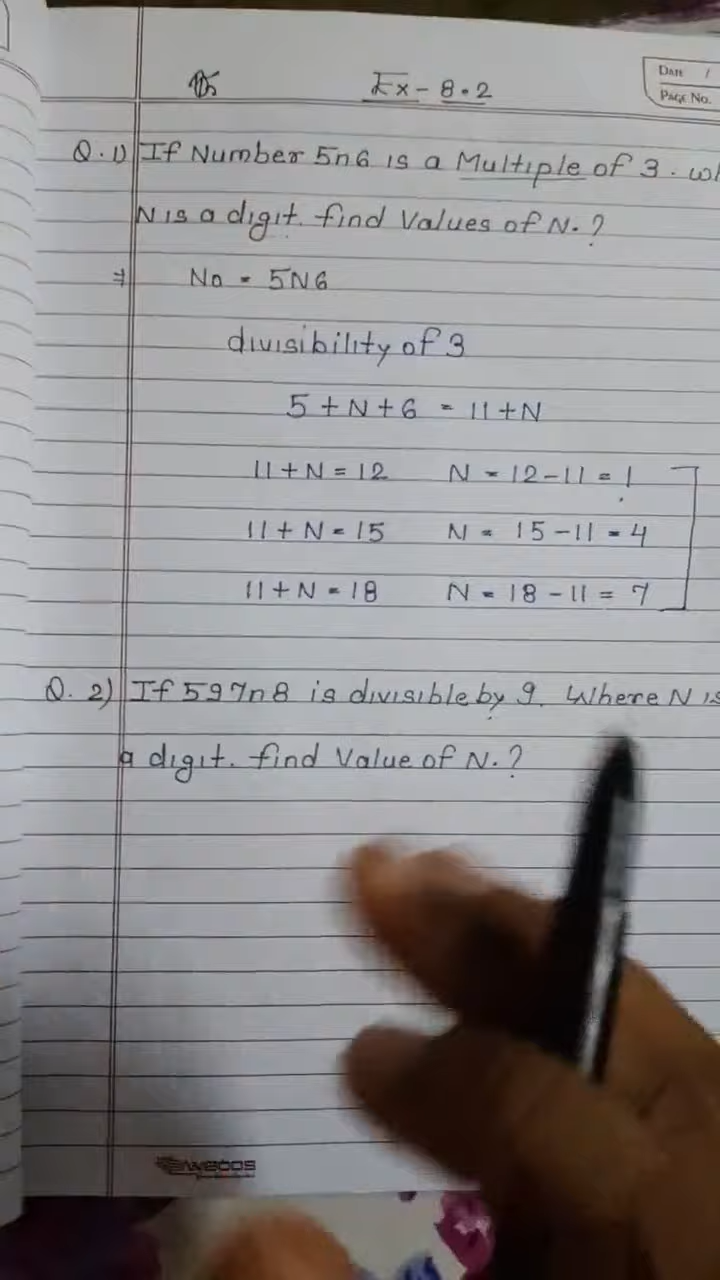 Ex - 8.2
DATE /
PAGE NO.
Q.1) If Number 5n6 is a Multiple of 3. wh
N is a digit. find Values of N.?
⇒ No = 5N6
divisibility of 3
5 + N + 6 = 11 + N
11 + N = 12 N = 12 - 11 = 1
11 + N = 15 N = 15 - 11 = 4
11 + N = 18 N = 18 - 11 = 7
Q. 2) If 597n8 is divisible by 9. Where N is
a digit. find Value of N.?